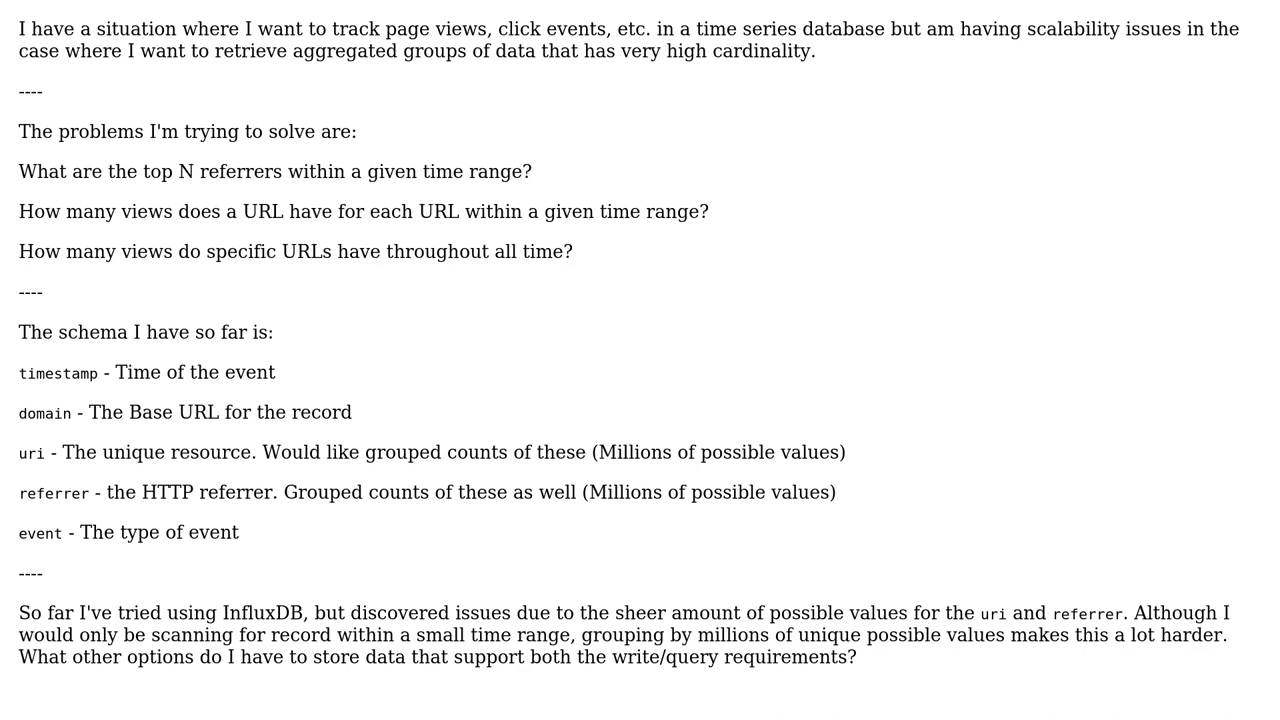 I have a situation where I want to track page views, click events, etc. in a time series database but am having scalability issues in the
case where I want to retrieve aggregated groups of data that has very high cardinality.
----
The problems I'm trying to solve are:
What are the top N referrers within a given time range?
How many views does a URL have for each URL within a given time range?
How many views do specific URLs have throughout all time?
----
The schema I have so far is:
timestamp - Time of the event
domain - The Base URL for the record
uri - The unique resource. Would like grouped counts of these (Millions of possible values)
referrer - the HTTP referrer. Grouped counts of these as well (Millions of possible values)
event - The type of event
----
So far I've tried using InfluxDB, but discovered issues due to the sheer amount of possible values for the uri and referrer. Although I
would only be scanning for record within a small time range, grouping by millions of unique possible values makes this a lot harder.
What other options do I have to store data that support both the write/query requirements?